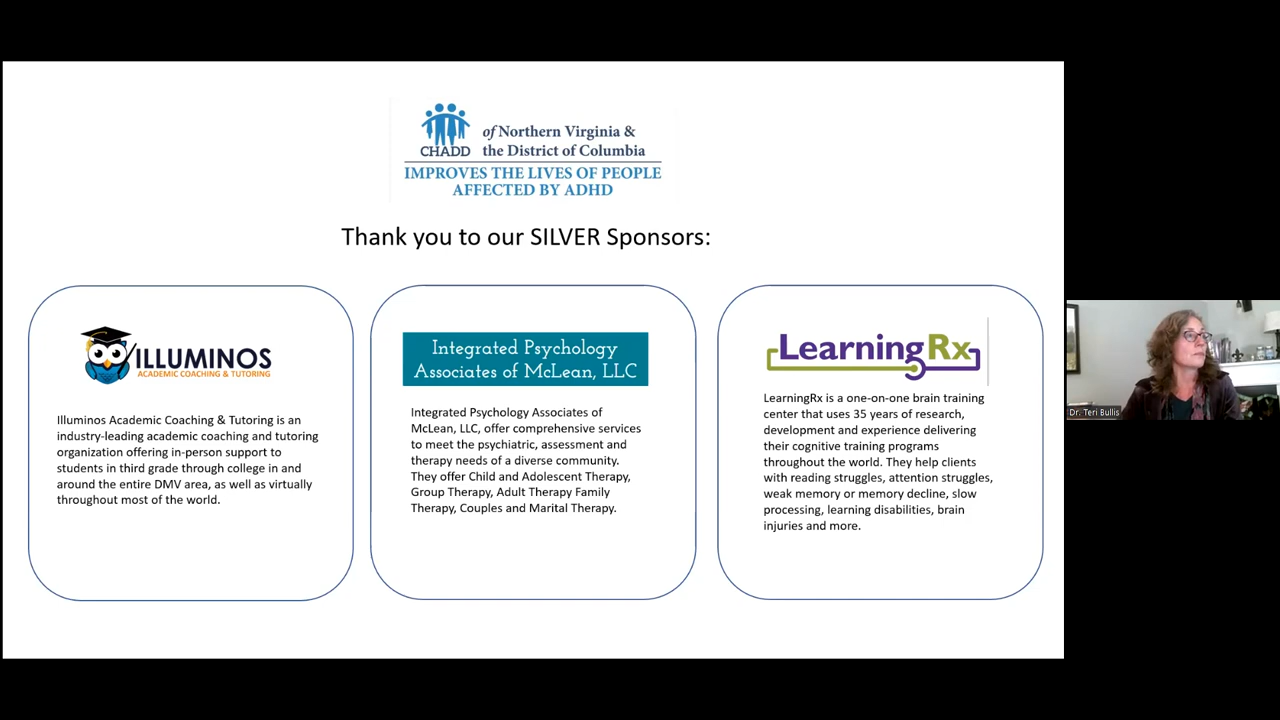 CHADD
of Northern Virginia &
the District of Columbia
IMPROVES THE LIVES OF PEOPLE
AFFECTED BY ADHD
Thank you to our SILVER Sponsors:
ILLUMINOS
ACADEMIC COACHING & TUTORING
Illuminos Academic Coaching & Tutoring is an
industry-leading academic coaching and tutoring
organization offering in-person support to
students in third grade through college in and
around the entire DMV area, as well as virtually
throughout most of the world.
Integrated Psychology
Associates of McLean, LLC
Integrated Psychology Associates of
McLean, LLC, offer comprehensive services
to meet the psychiatric, assessment and
therapy needs of a diverse community.
They offer Child and Adolescent Therapy,
Group Therapy, Adult Therapy Family
Therapy, Couples and Marital Therapy.
LearningRx
LearningRx is a one-on-one brain training
center that uses 35 years of research,
development and experience delivering
their cognitive training programs
throughout the world. They help clients
with reading struggles, attention struggles,
weak memory or memory decline, slow
processing, learning disabilities, brain
injuries and more.
Dr. Teri Bullis